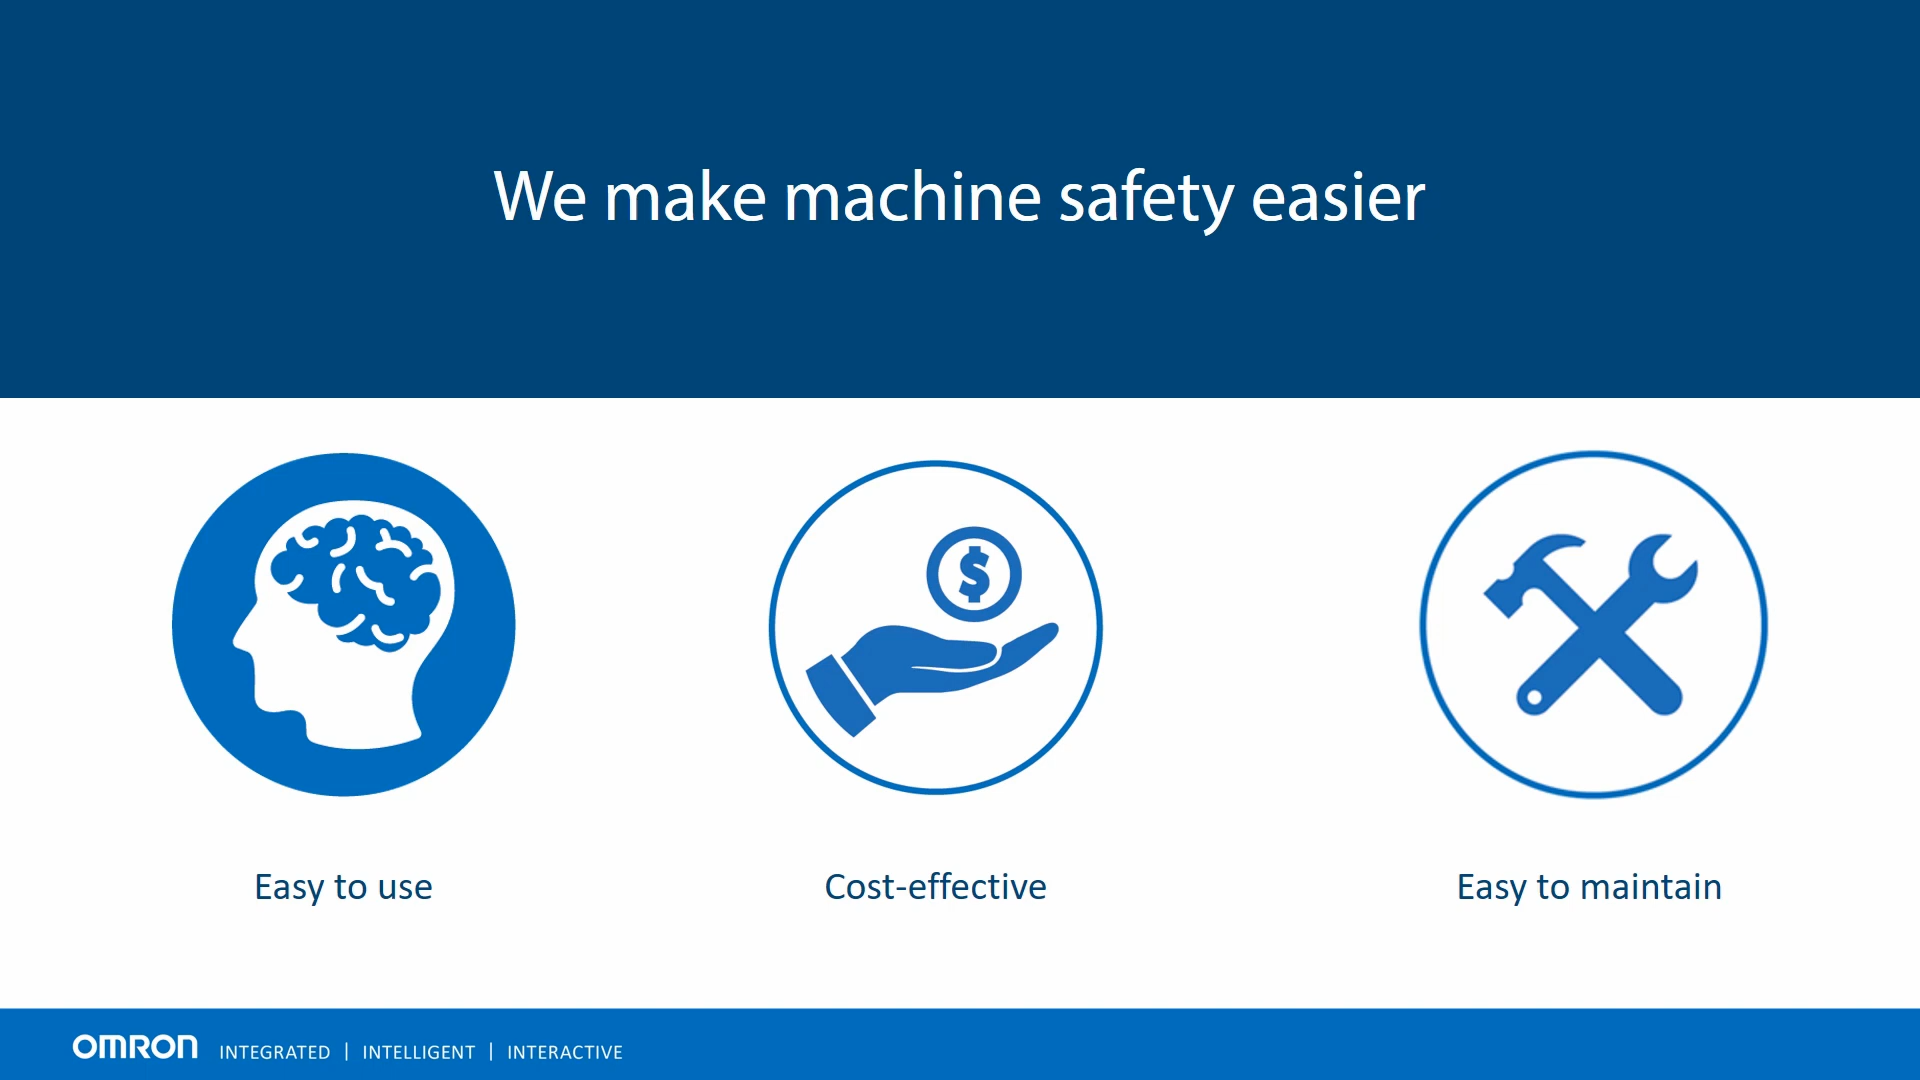 We make machine safety easier
$
Easy to use
Cost-effective
Easy to maintain
OMRON INTEGRATED | INTELLIGENT | INTERACTIVE